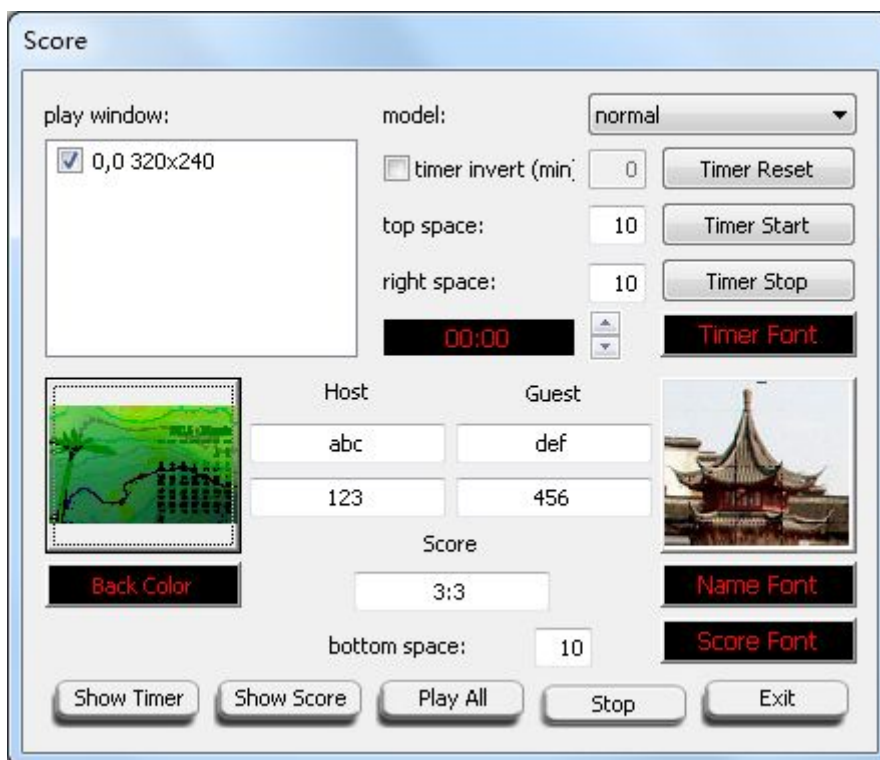 Score
play window:
model:
normal
0,0 320x240
timer invert (min)
0
Timer Reset
top space:
10
Timer Start
right space:
10
Timer Stop
00:00
Timer Font
Host
Guest
abc
def
123
456
Score
Back Color
3:3
Name Font
bottom space:
10
Score Font
Show Timer
Show Score
Play All
Stop
Exit